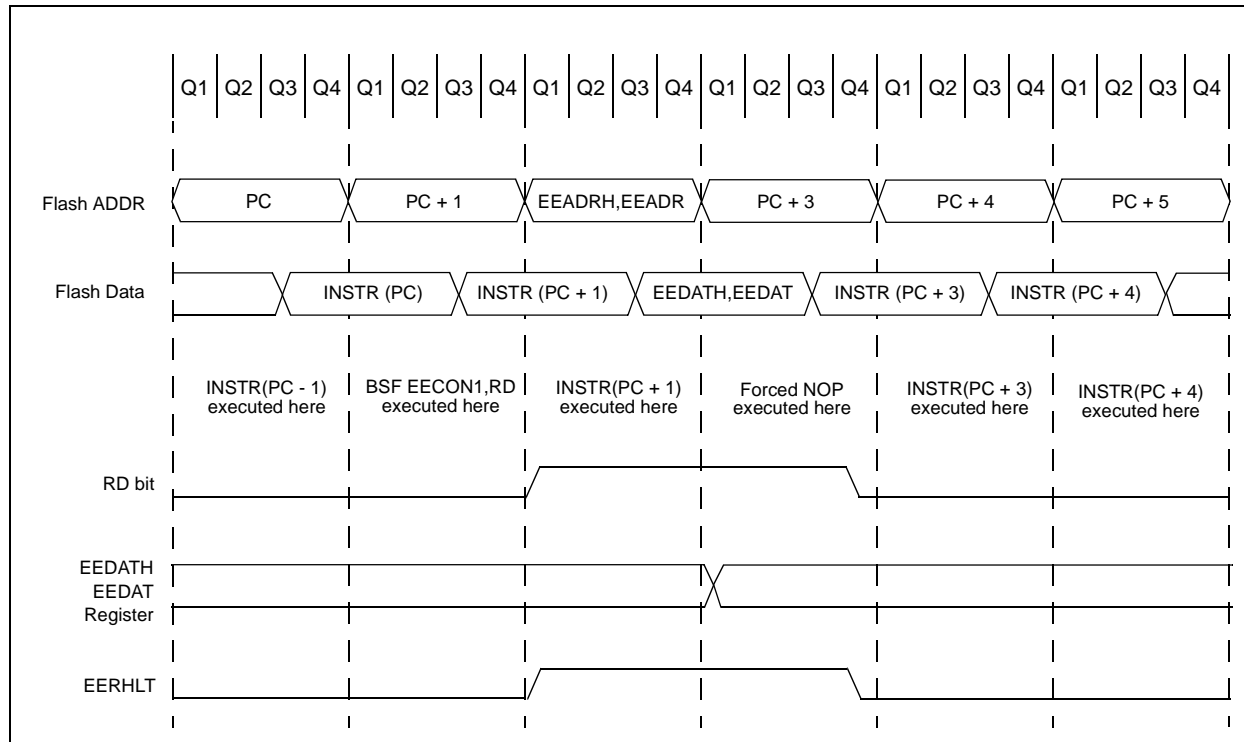 Q1 Q2 Q3 Q4 Q1 Q2 Q3 Q4 Q1 Q2 Q3 Q4 Q1 Q2 Q3 Q4 Q1 Q2 Q3 Q4 Q1 Q2 Q3 Q4
Flash ADDR PC PC + 1 EEADRH,EEADR PC + 3 PC + 4 PC + 5
Flash Data INSTR (PC) INSTR (PC + 1) EEDATH,EEDAT INSTR (PC + 3) INSTR (PC + 4)
INSTR(PC - 1) BSF EECON1,RD INSTR(PC + 1) Forced NOP INSTR(PC + 3) INSTR(PC + 4)
executed here executed here executed here executed here executed here executed here
RD bit
EEDATH
EEDAT
Register
EERHLT